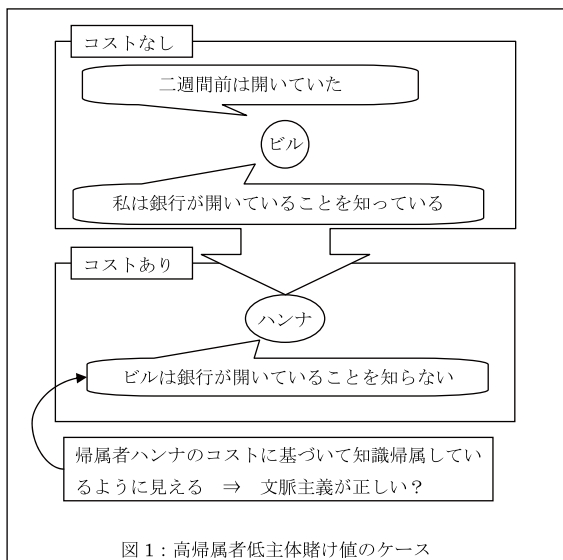 コストなし
二週間前は開いていた
ビル
私は銀行が開いていることを知っている
コストあり
ハンナ
ビルは銀行が開いていることを知らない
帰属者ハンナのコストに基づいて知識帰属してい
るように見える ⇒ 文脈主義が正しい？
図 1：高帰属者低主体賭け値のケース